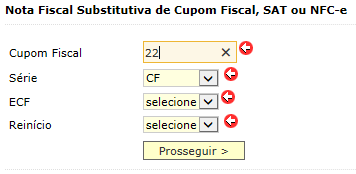 Nota Fiscal Substitutiva de Cupom Fiscal, SAT ou NFC-e
Cupom Fiscal 22
Série CF
ECF selecione
Reinício selecione
Prosseguir >